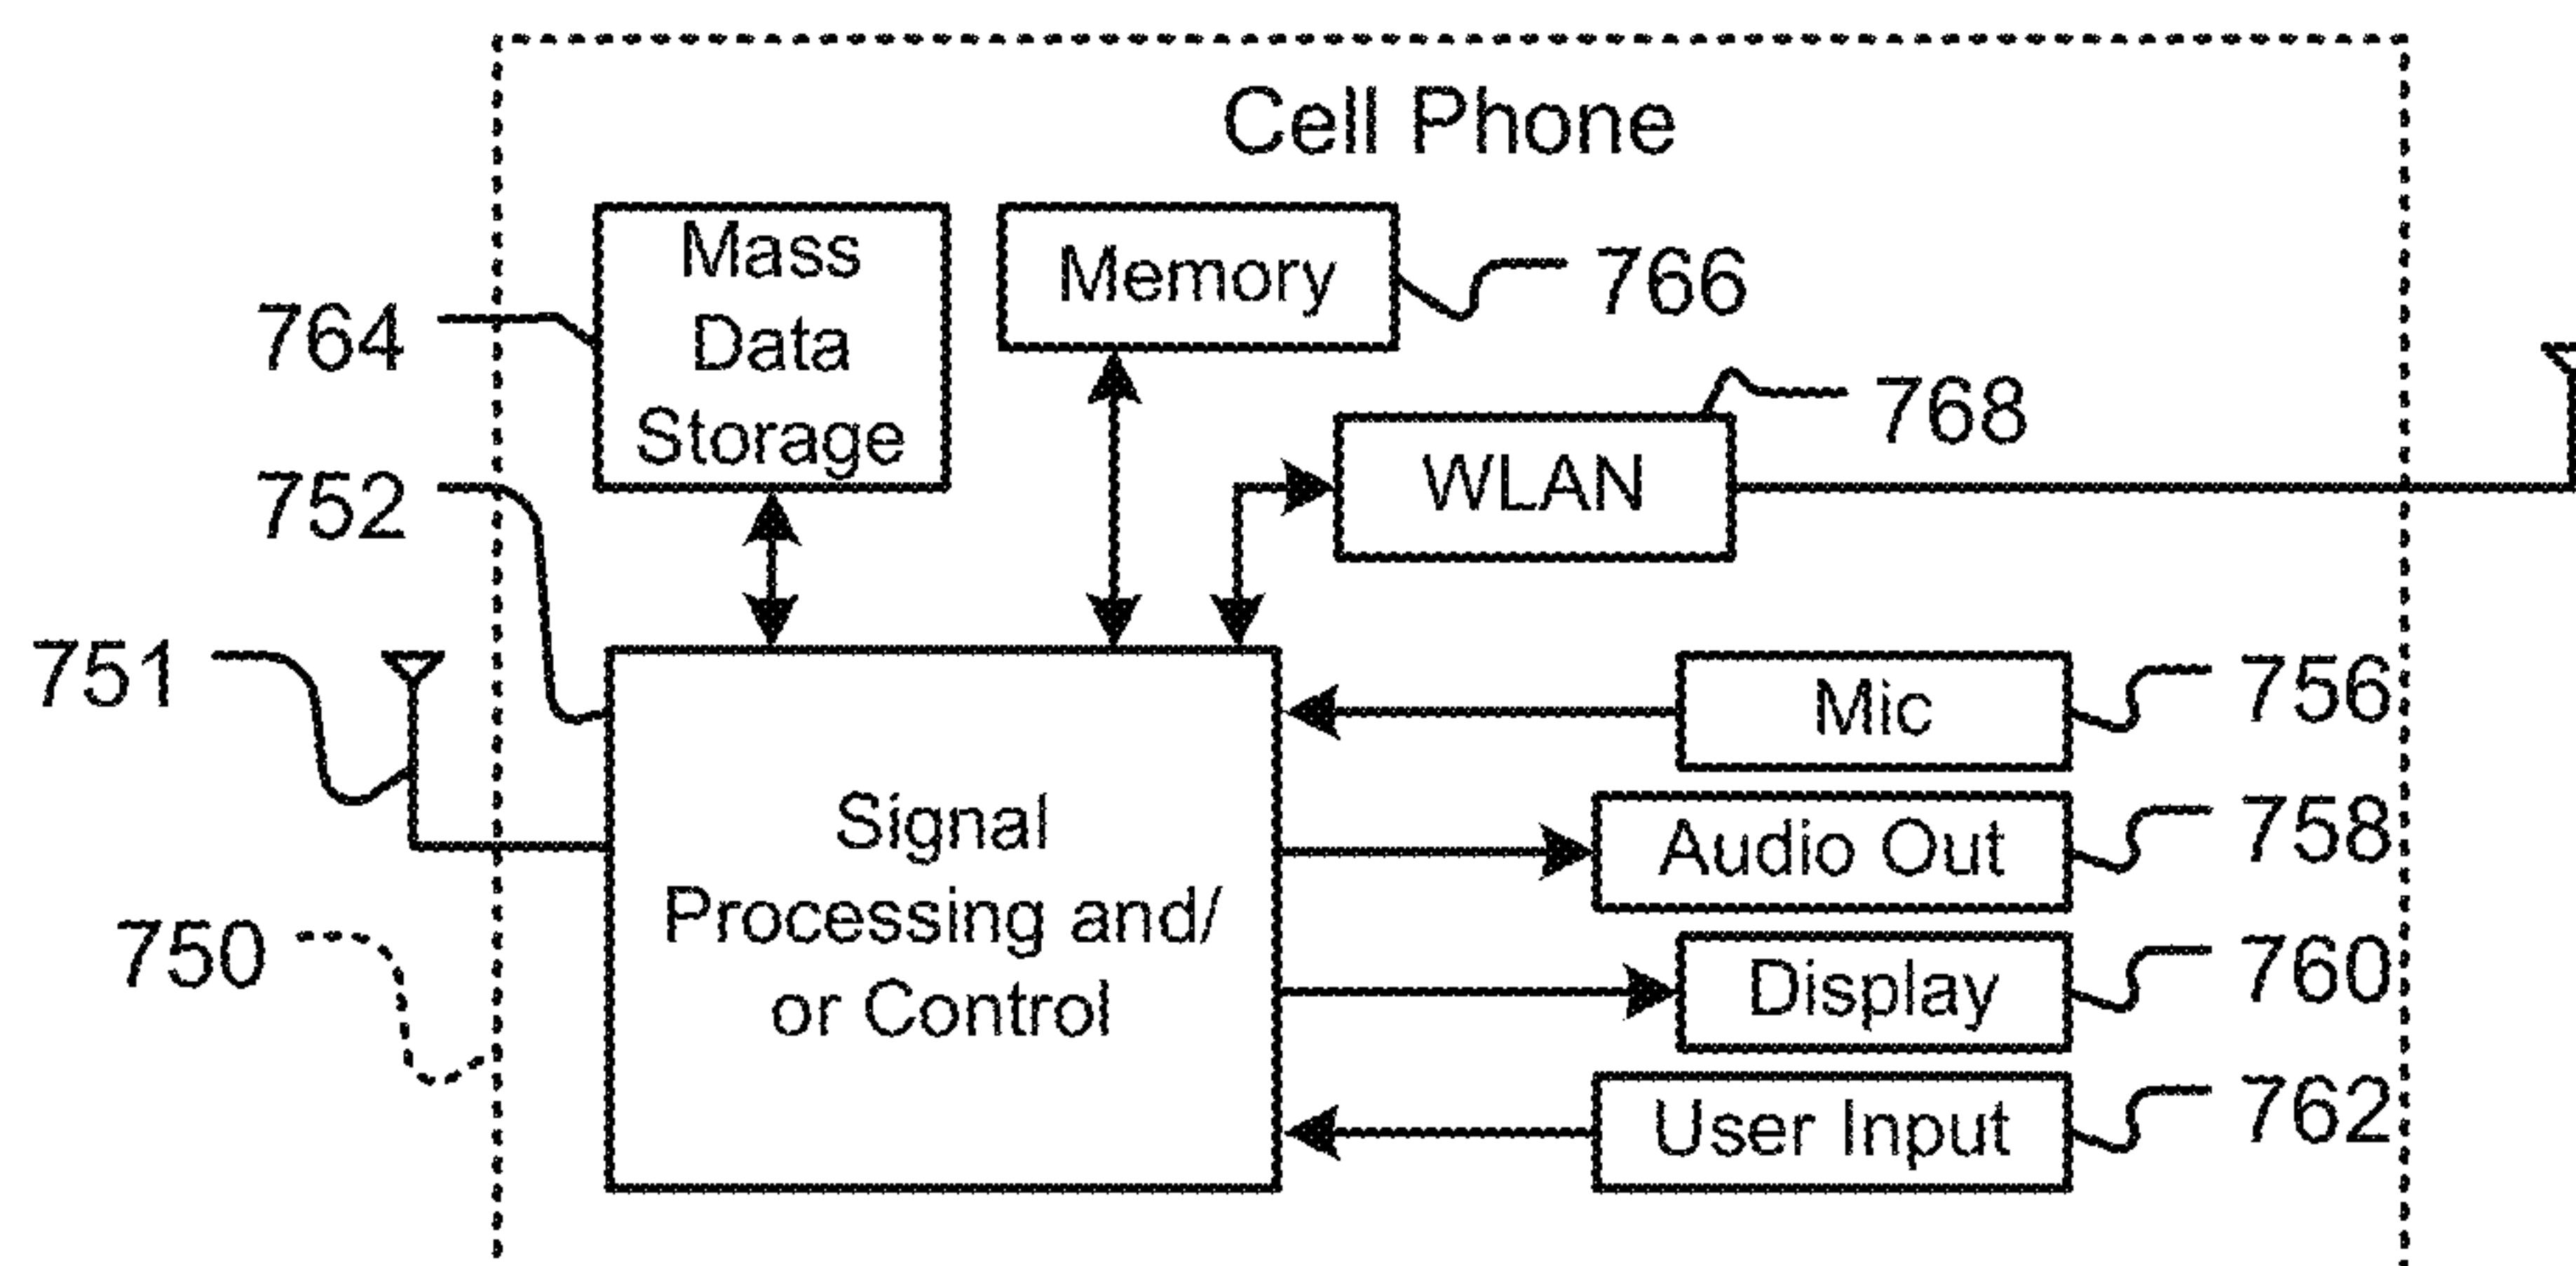 Cell Phone
Mass
Data
Storage
Memory
766
764
768
WLAN
752
751
Mic
756
Signal
Processing and/
or Control
Audio Out
758
750
Display
760
User Input
762